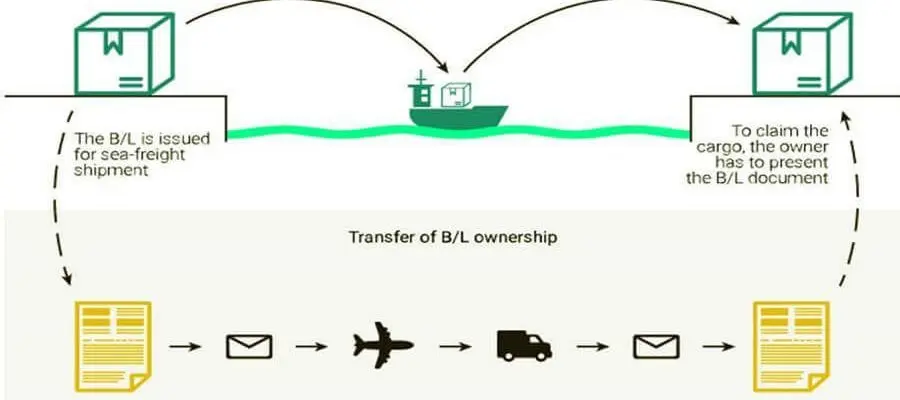 The B/L is issued
for sea-freight
shipment
To claim the
cargo, the owner
has to present
the B/L document
Transfer of B/L ownership